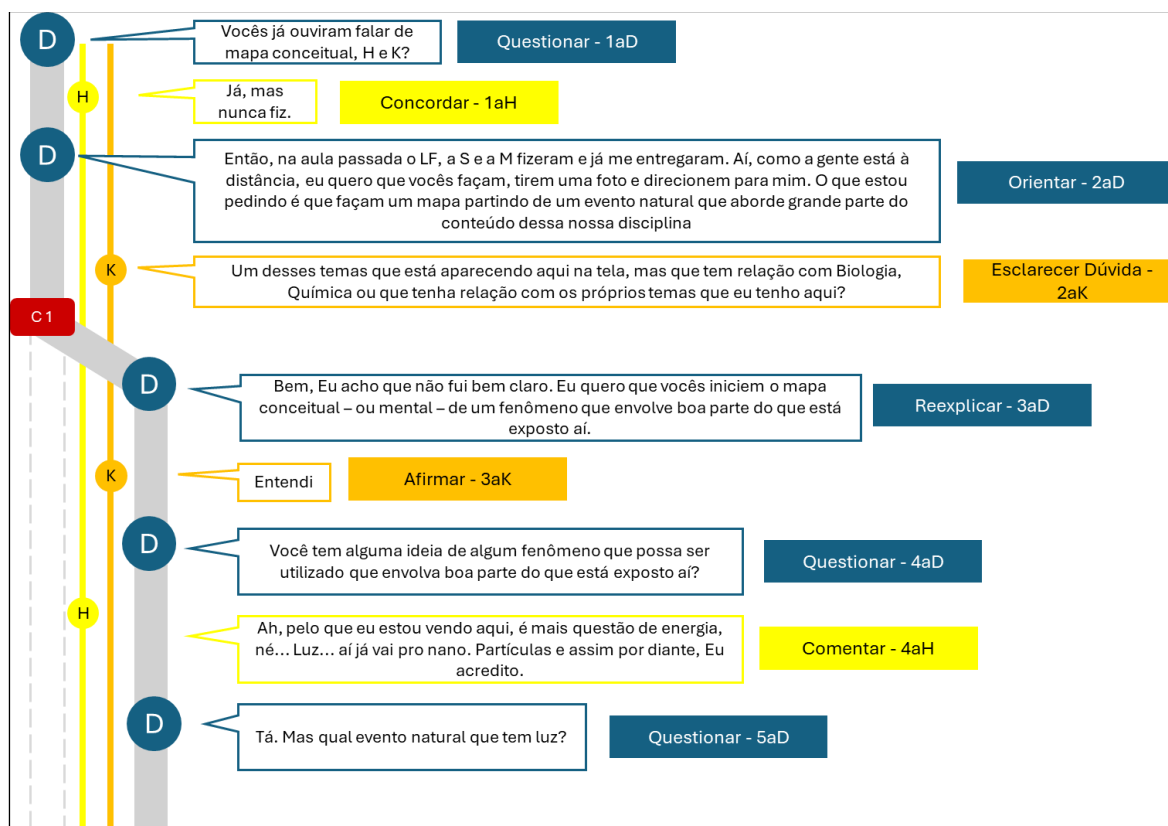 D
Vocês já ouviram falar de
mapa conceitual, H e K?
Questionar - 1aD
H
Já, mas
nunca fiz.
Concordar - 1aH
D
Então, na aula passada o LF, a S e a M fizeram e já me entregaram. Aí, como a gente está à
distância, eu quero que vocês façam, tirem uma foto e direcionem para mim. O que estou
pedindo é que façam um mapa partindo de um evento natural que aborde grande parte do
conteúdo dessa nossa disciplina
Orientar - 2aD
K
Um desses temas que está aparecendo aqui na tela, mas que tem relação com Biologia,
Química ou que tenha relação com os próprios temas que eu tenho aqui?
Esclarecer Dúvida -
2aK
C 1
D
Bem, Eu acho que não fui bem claro. Eu quero que vocês iniciem o mapa
conceitual – ou mental – de um fenômeno que envolve boa parte do que está
exposto aí.
Reexplicar - 3aD
K
Entendi
Afirmar - 3aK
D
Você tem alguma ideia de algum fenômeno que possa ser
utilizado que envolva boa parte do que está exposto aí?
Questionar - 4aD
H
Ah, pelo que eu estou vendo aqui, é mais questão de energia,
né... Luz... aí já vai pro nano. Partículas e assim por diante, Eu
acredito.
Comentar - 4aH
D
Tá. Mas qual evento natural que tem luz?
Questionar - 5aD